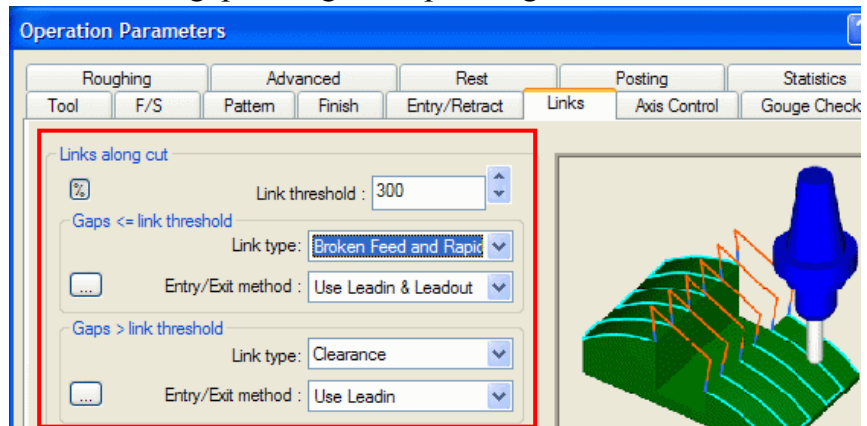 Operation Parameters
Roughing Advanced Rest Posting Statistics
Tool F/S Pattern Finish Entry/Retract Links Axis Control Gouge Check
Links along cut
% Link threshold : 300
Gaps <= link threshold
Link type: Broken Feed and Rapid
... Entry/Exit method : Use Leadin & Leadout
Gaps > link threshold
Link type: Clearance
... Entry/Exit method : Use Leadin